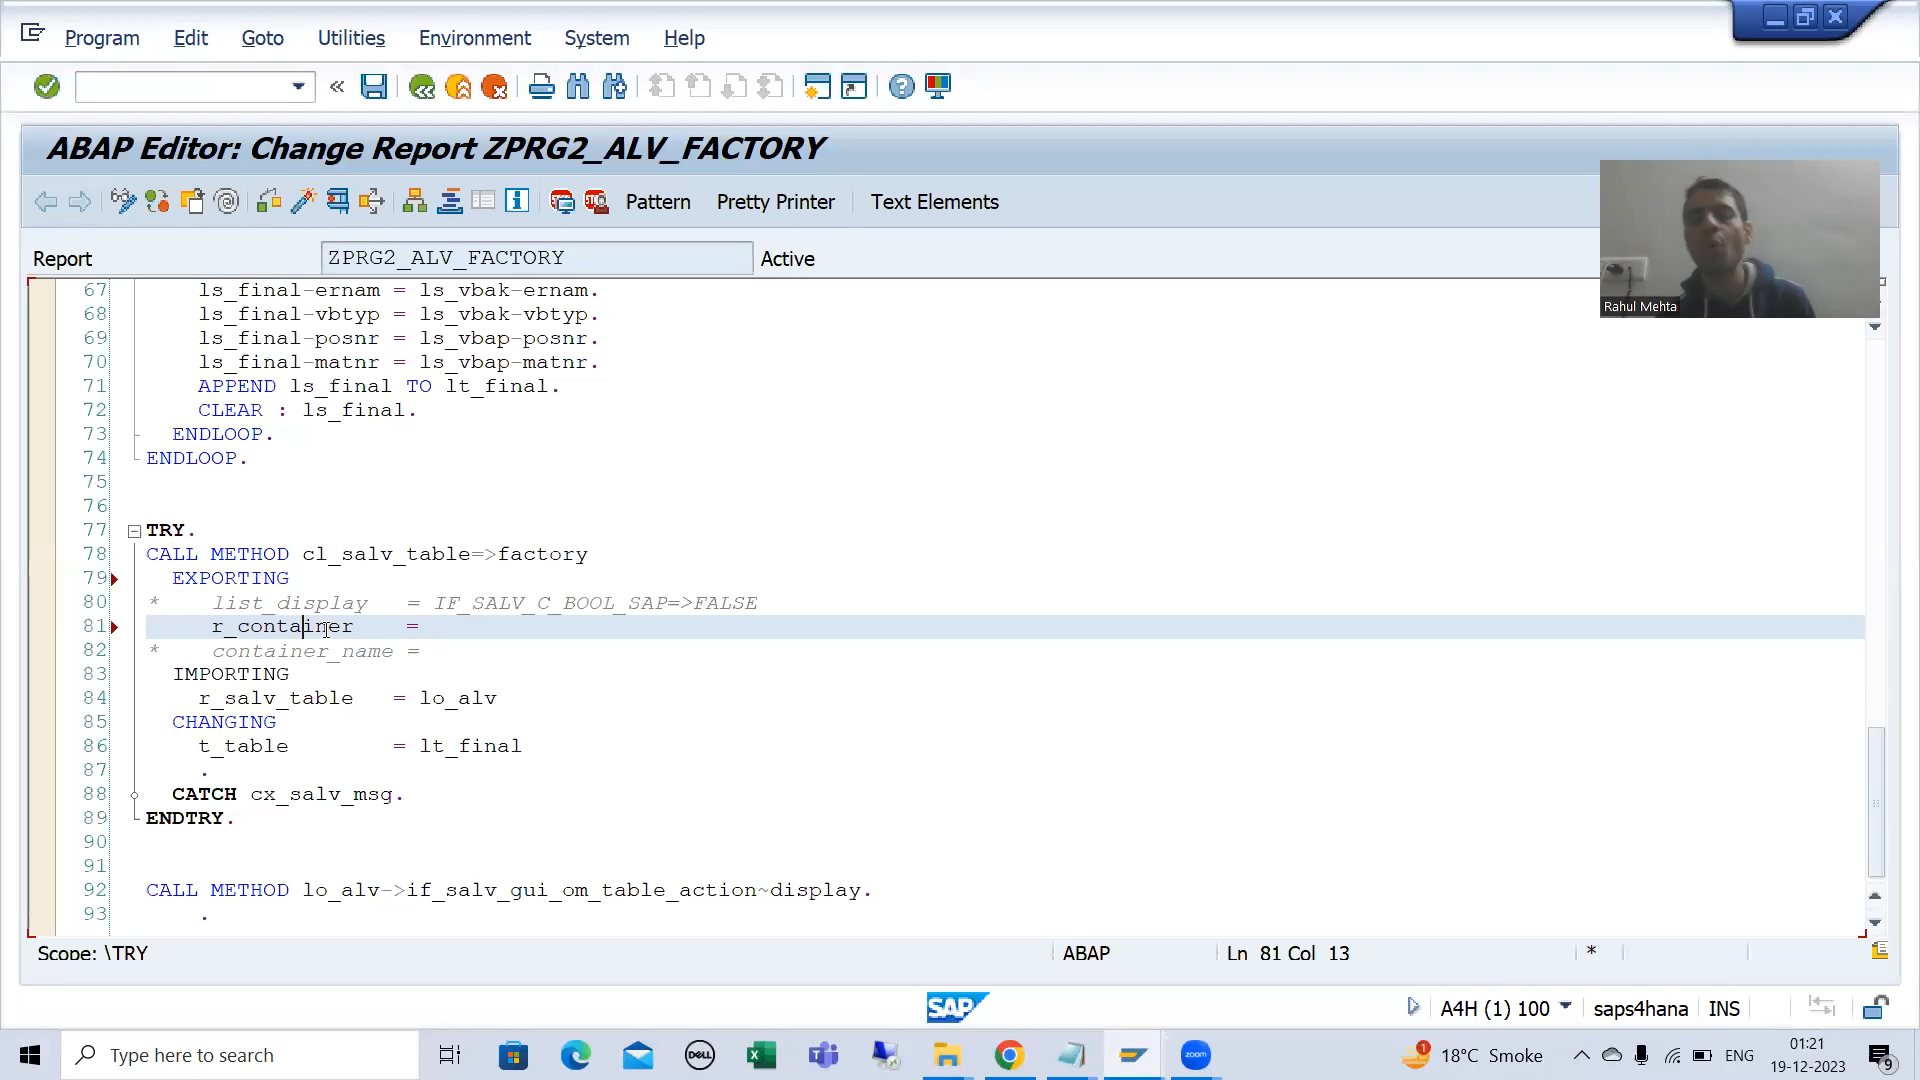 Program Edit Goto Utilities Environment System Help
ABAP Editor: Change Report ZPRG2_ALV_FACTORY
Pattern Pretty Printer Text Elements
Report ZPRG2_ALV_FACTORY Active
Rahul Mehta
67 ls_final-ernam = ls_vbak-ernam.
68 ls_final-vbtyp = ls_vbak-vbtyp.
69 ls_final-posnr = ls_vbap-posnr.
70 ls_final-matnr = ls_vbap-matnr.
71 APPEND ls_final TO lt_final.
72 CLEAR : ls_final.
73 ENDLOOP.
74 ENDLOOP.
75
76
77 TRY.
78 CALL METHOD cl_salv_table=>factory
79 EXPORTING
80 * list_display = IF_SALV_C_BOOL_SAP=>FALSE
81 r_container =
82 * container_name =
83 IMPORTING
84 r_salv_table = lo_alv
85 CHANGING
86 t_table = lt_final
87 .
88 CATCH cx_salv_msg.
89 ENDTRY.
90
91
92 CALL METHOD lo_alv->if_salv_gui_om_table_action~display.
93 .
Scope: \TRY ABAP Ln 81 Col 13 *
SAP A4H (1) 100 saps4hana INS
Type here to search DELL zoom 1 18°C Smoke ENG 01:21
19-12-2023 9